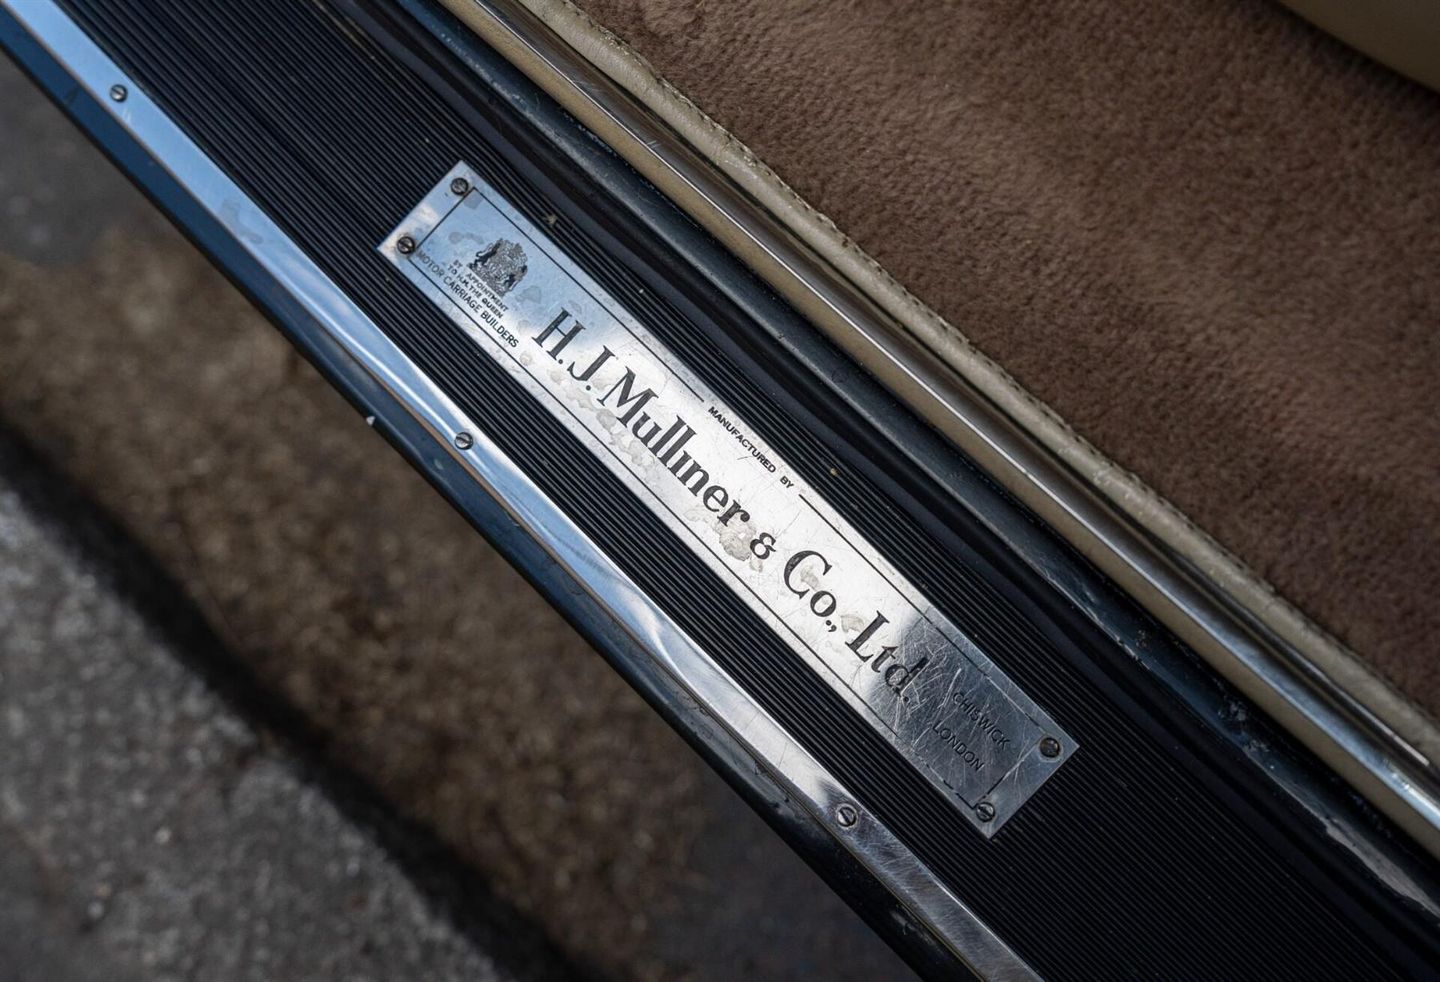 BY
APPOINTMENT
TO H.M. THE QUEEN
MOTOR CARRIAGE BUILDERS
MANUFACTURED BY
H. J. Mulliner & Co., Ltd.
CHISWICK
LONDON